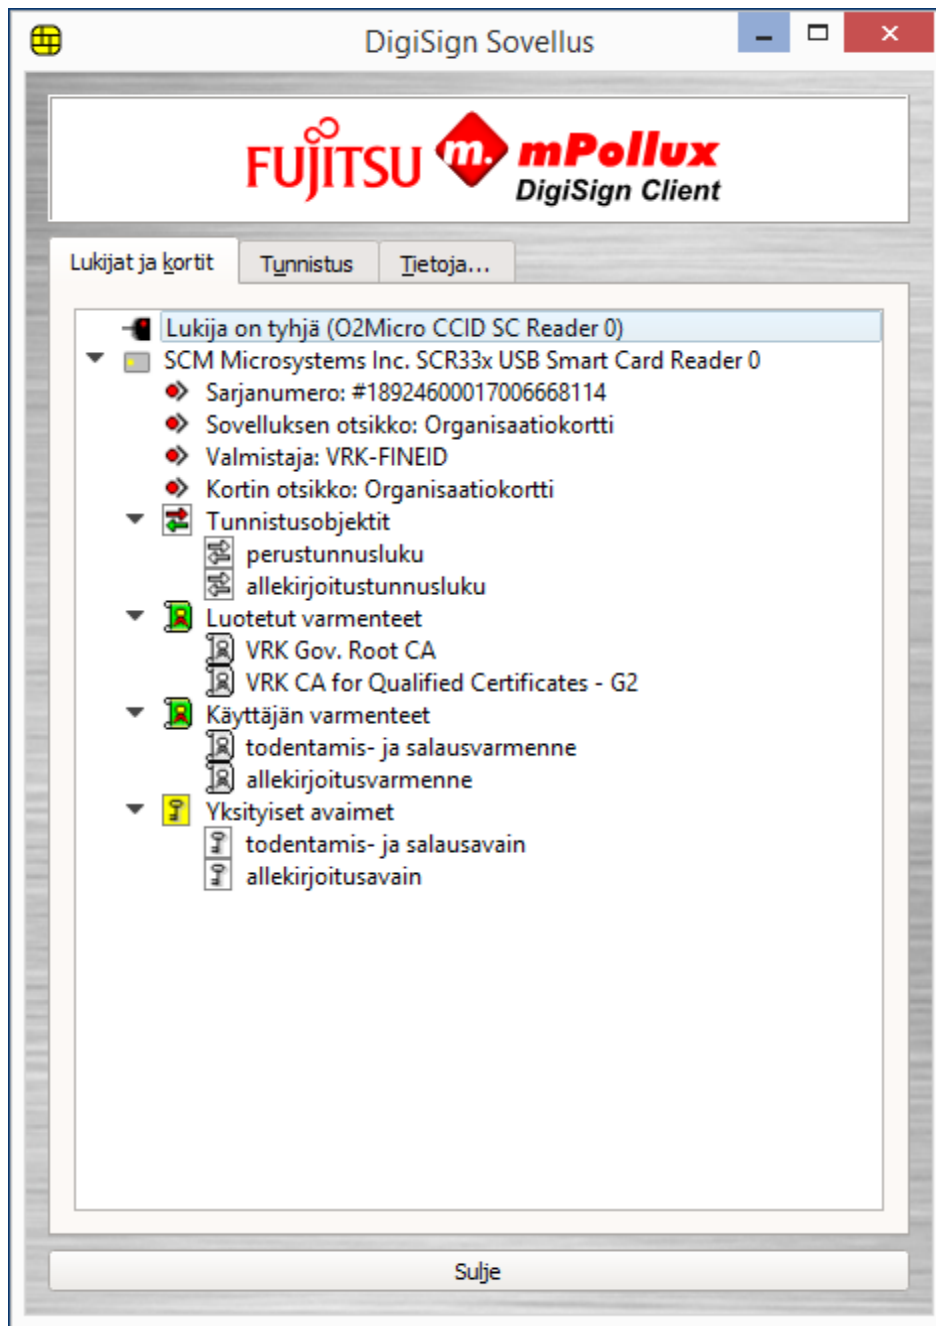 DigiSign Sovellus
FUJITSU m. mPollux
DigiSign Client
Lukijat ja kortit Tunnistus Tietoja...
Lukija on tyhjä (O2Micro CCID SC Reader 0)
SCM Microsystems Inc. SCR33x USB Smart Card Reader 0
Sarjanumero: #18924600017006668114
Sovelluksen otsikko: Organisaatiokortti
Valmistaja: VRK-FINEID
Kortin otsikko: Organisaatiokortti
Tunnistusobjektit
perustunnusluku
allekirjoitustunnusluku
Luotetut varmenteet
VRK Gov. Root CA
VRK CA for Qualified Certificates - G2
Käyttäjän varmenteet
todentamis- ja salausvarmenne
allekirjoitusvarmenne
Yksityiset avaimet
todentamis- ja salausavain
allekirjoitusavain
Sulje